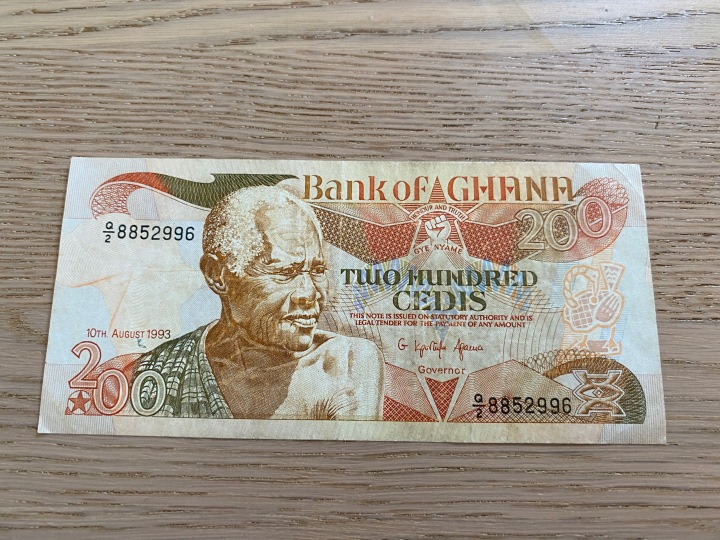 Bank of GHANA
FREEDOM AND JUSTICE
GYE NYAME
200
Q/2 8852996
TWO HUNDRED
CEDIS
THIS NOTE IS ISSUED ON STATUTORY AUTHORITY AND IS
LEGAL TENDER FOR THE PAYMENT OF ANY AMOUNT
10TH. AUGUST 1993
Governor
200
Q/2 8852996